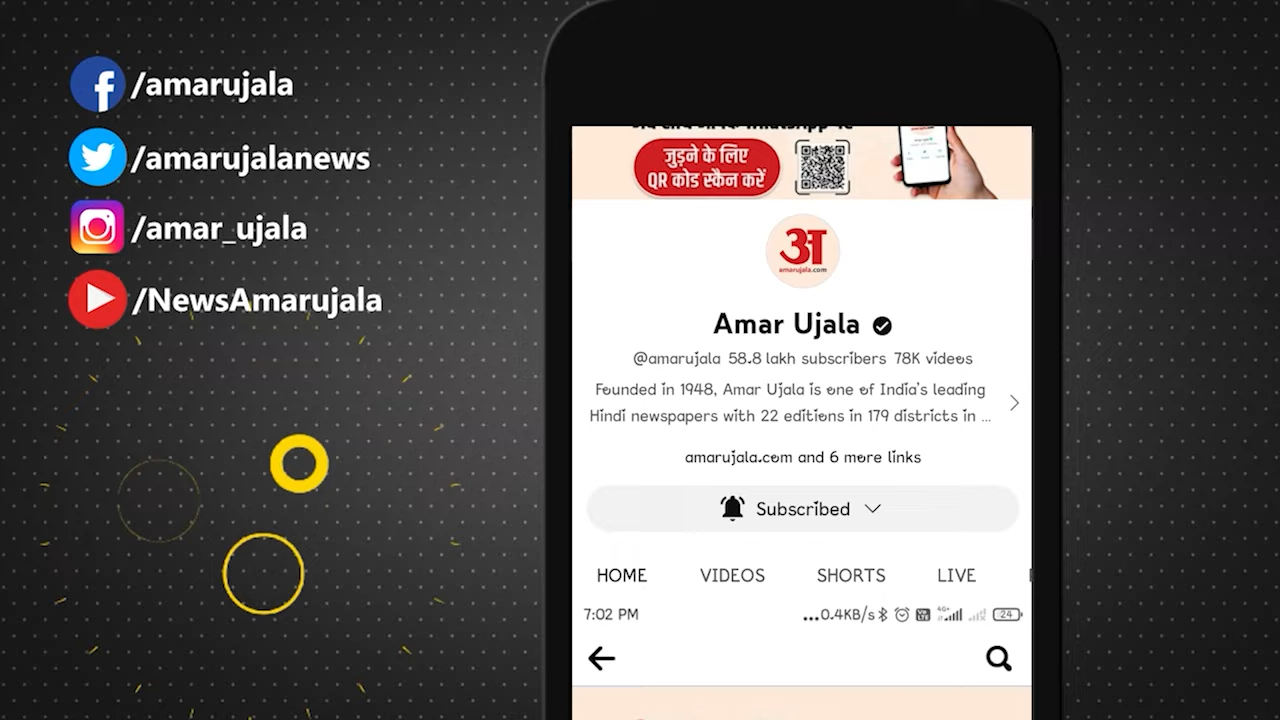 /amarujala
/amarujalanews
/amar_ujala
/NewsAmarujala
जुड़ने के लिए
QR कोड स्कैन करें
अ
amarujala.com
Amar Ujala
@amarujala 58.8 lakh subscribers 78K videos
Founded in 1948, Amar Ujala is one of India's leading
Hindi newspapers with 22 editions in 179 districts in ...
amarujala.com and 6 more links
Subscribed
HOME VIDEOS SHORTS LIVE
7:02 PM ...0.4KB/s 4G+ 24